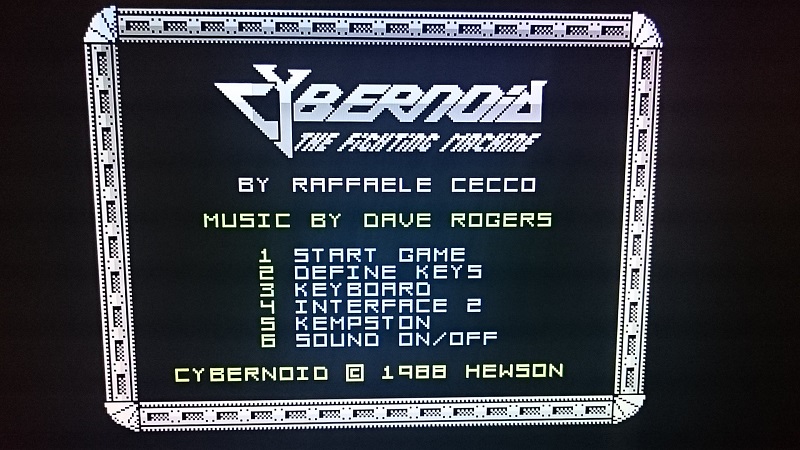 CYBERNOID
THE FIGHTING MACHINE
BY RAFFAELE CECCO
MUSIC BY DAVE ROGERS
1 START GAME
2 DEFINE KEYS
3 KEYBOARD
4 INTERFACE 2
5 KEMPSTON
6 SOUND ON/OFF
CYBERNOID © 1988 HEWSON